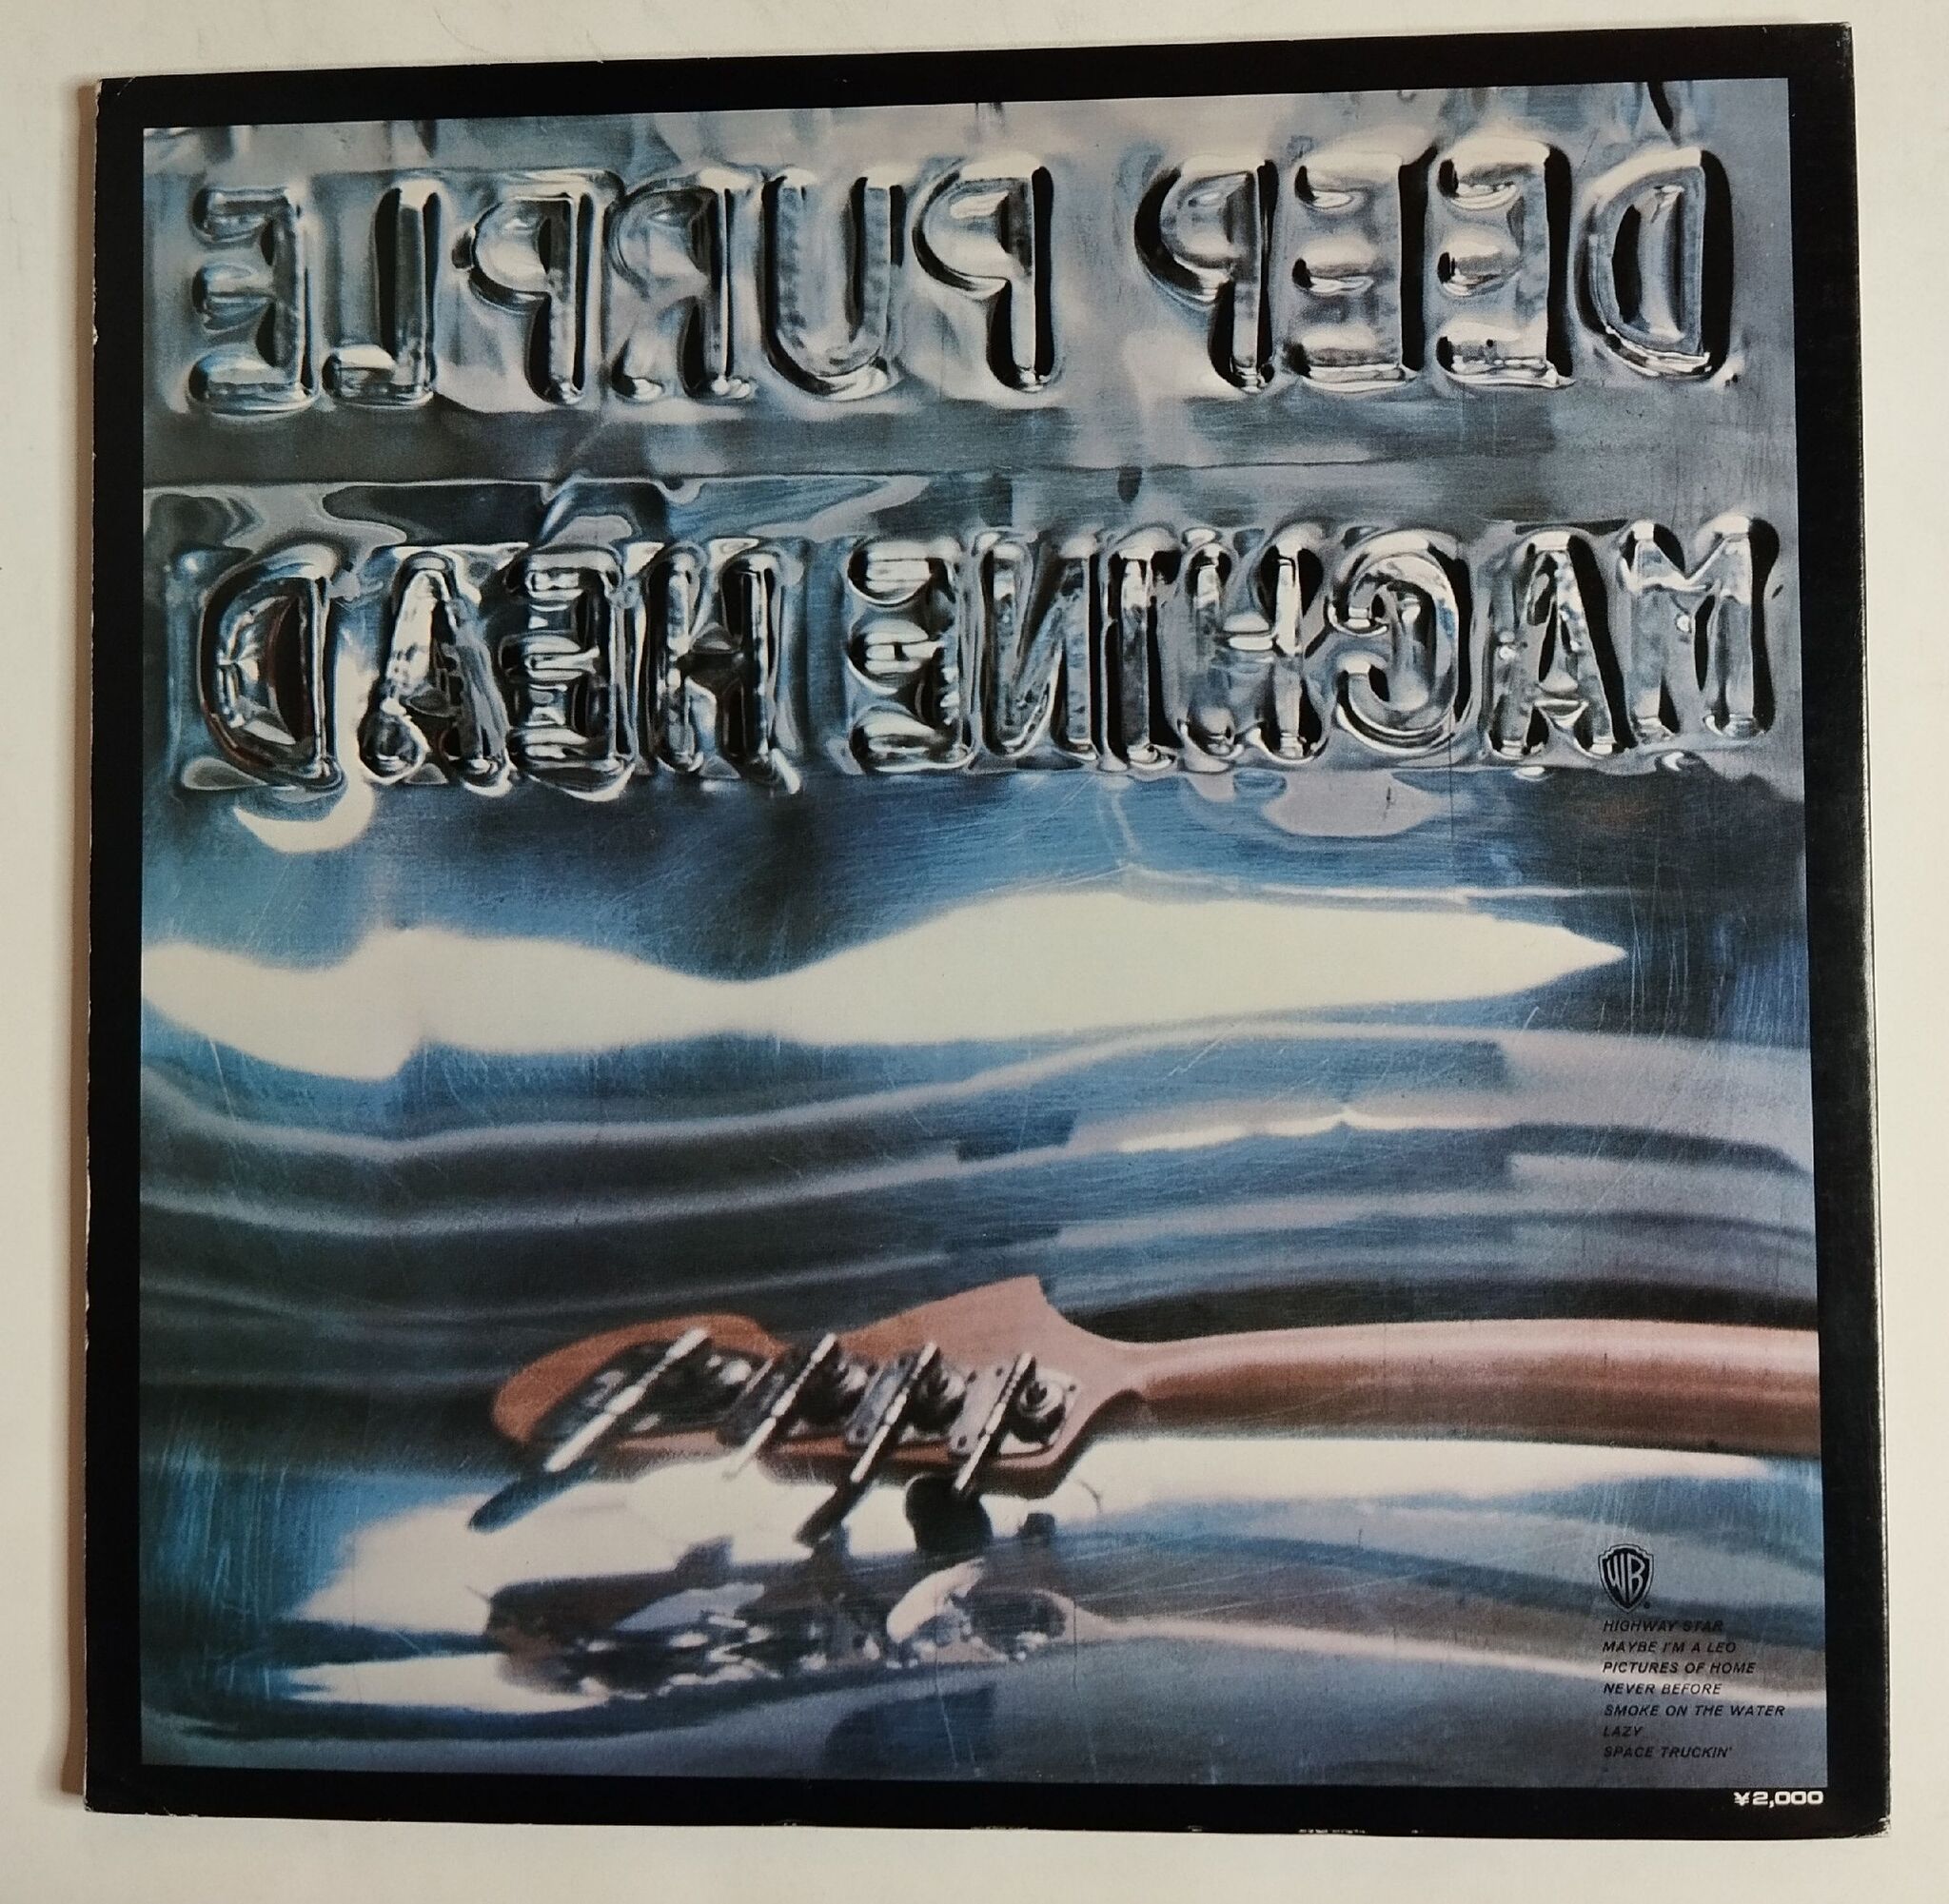 DEEP PURPLE
MACHINE HEAD
WB
HIGHWAY STAR
MAYBE I'M A LEO
PICTURES OF HOME
NEVER BEFORE
SMOKE ON THE WATER
LAZY
SPACE TRUCKIN'
¥2,000